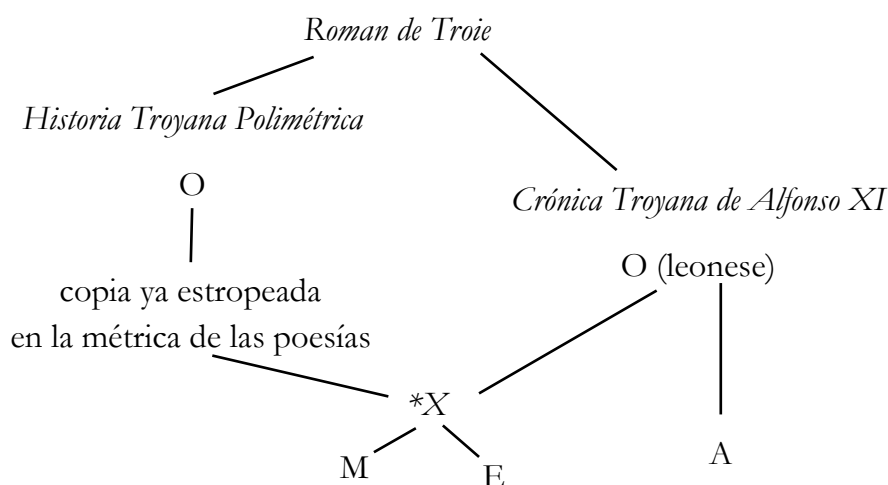 Roman de Troie
Historia Troyana Polimétrica
O
Crónica Troyana de Alfonso XI
O (leonese)
copia ya estropeada
en la métrica de las poesías
*X
M
E
A